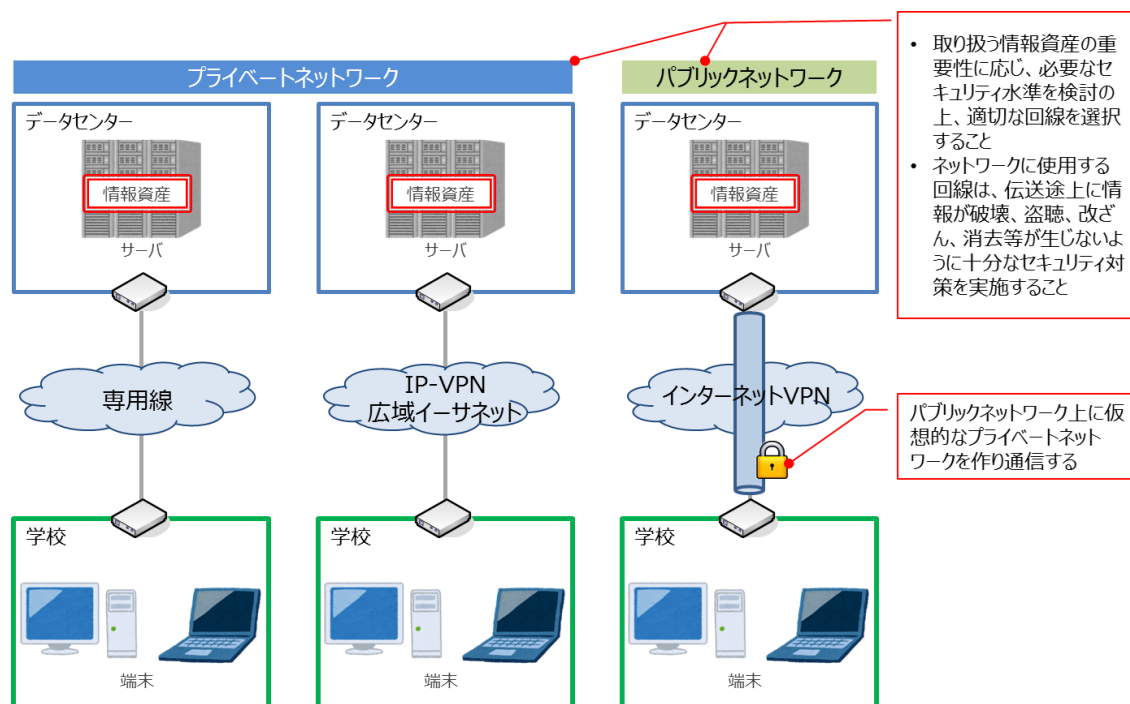 プライベートネットワーク
パブリックネットワーク
データセンター
情報資産
サーバ
データセンター
情報資産
サーバ
データセンター
情報資産
サーバ
専用線
IP-VPN
広域イーサネット
インターネットVPN
学校
端末
学校
端末
学校
端末
• 取り扱う情報資産の重
要性に応じ、必要なセ
キュリティ水準を検討の
上、適切な回線を選択
すること
• ネットワークに使用する
回線は、伝送途上に情
報が破壊、盗聴、改ざ
ん、消去等が生じないよ
うに十分なセキュリティ対
策を実施すること
パブリックネットワーク上に仮
想的なプライベートネット
ワークを作り通信する